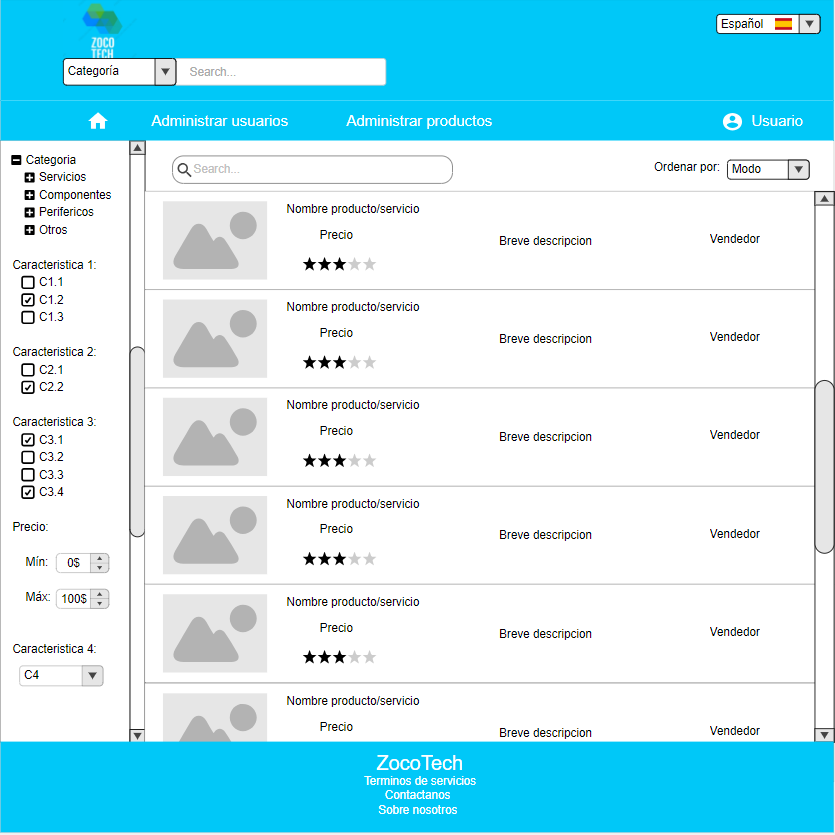 ZOCO
TECH
Español
Categoría
Search...
Administrar usuarios
Administrar productos
Usuario
Categoria
Servicios
Componentes
Perifericos
Otros
Caracteristica 1:
C1.1
C1.2
C1.3
Caracteristica 2:
C2.1
C2.2
Caracteristica 3:
C3.1
C3.2
C3.3
C3.4
Precio:
Mín: 0$
Máx: 100$
Caracteristica 4:
C4
Search...
Ordenar por: Modo
Nombre producto/servicio
Precio
Breve descripcion
Vendedor
Nombre producto/servicio
Precio
Breve descripcion
Vendedor
Nombre producto/servicio
Precio
Breve descripcion
Vendedor
Nombre producto/servicio
Precio
Breve descripcion
Vendedor
Nombre producto/servicio
Precio
Breve descripcion
Vendedor
Nombre producto/servicio
Precio
Breve descripcion
Vendedor
ZocoTech
Terminos de servicios
Contactanos
Sobre nosotros